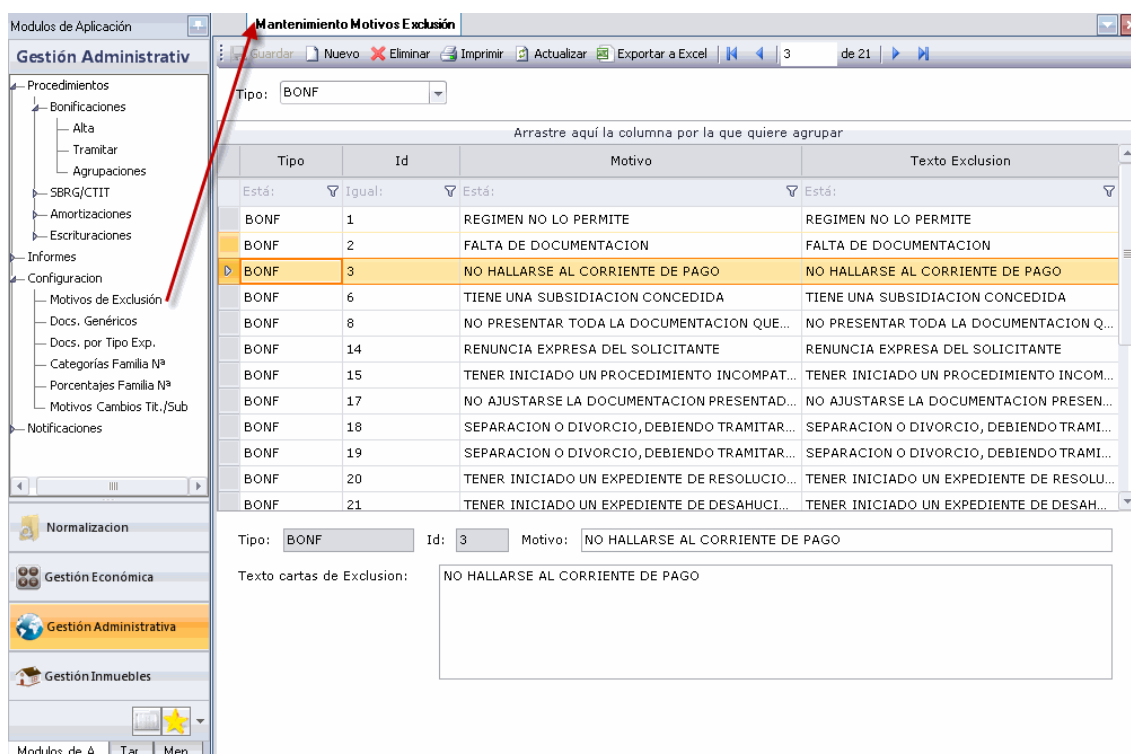 Modulos de Aplicación
Gestión Administrativ
Procedimientos
Bonificaciones
Alta
Tramitar
Agrupaciones
SBRG/CTIT
Amortizaciones
Escrituraciones
Informes
Configuracion
Motivos de Exclusión
Docs. Genéricos
Docs. por Tipo Exp.
Categorías Familia Nª
Porcentajes Familia Nª
Motivos Cambios Tit./Sub
Notificaciones
Normalizacion
Gestión Económica
Gestión Administrativa
Gestión Inmuebles
Modulos de A... Tar... Men...
Mantenimiento Motivos Exclusión
Guardar Nuevo Eliminar Imprimir Actualizar Exportar a Excel 3 de 21
Tipo: BONF
Arrastre aquí la columna por la que quiere agrupar
Tipo Id Motivo Texto Exclusion
Está: Igual: Está: Está:
BONF 1 REGIMEN NO LO PERMITE REGIMEN NO LO PERMITE
BONF 2 FALTA DE DOCUMENTACION FALTA DE DOCUMENTACION
BONF 3 NO HALLARSE AL CORRIENTE DE PAGO NO HALLARSE AL CORRIENTE DE PAGO
BONF 6 TIENE UNA SUBSIDIACION CONCEDIDA TIENE UNA SUBSIDIACION CONCEDIDA
BONF 8 NO PRESENTAR TODA LA DOCUMENTACION QUE... NO PRESENTAR TODA LA DOCUMENTACION Q...
BONF 14 RENUNCIA EXPRESA DEL SOLICITANTE RENUNCIA EXPRESA DEL SOLICITANTE
BONF 15 TENER INICIADO UN PROCEDIMIENTO INCOMPAT... TENER INICIADO UN PROCEDIMIENTO INCOM...
BONF 17 NO AJUSTARSE LA DOCUMENTACION PRESENTAD... NO AJUSTARSE LA DOCUMENTACION PRESEN...
BONF 18 SEPARACION O DIVORCIO, DEBIENDO TRAMITAR... SEPARACION O DIVORCIO, DEBIENDO TRAMI...
BONF 19 SEPARACION O DIVORCIO, DEBIENDO TRAMITAR... SEPARACION O DIVORCIO, DEBIENDO TRAMI...
BONF 20 TENER INICIADO UN EXPEDIENTE DE RESOLUCIO... TENER INICIADO UN EXPEDIENTE DE RESOLU...
BONF 21 TENER INICIADO UN EXPEDIENTE DE DESAHUCI... TENER INICIADO UN EXPEDIENTE DE DESAH...
Tipo: BONF Id: 3 Motivo: NO HALLARSE AL CORRIENTE DE PAGO
Texto cartas de Exclusion: NO HALLARSE AL CORRIENTE DE PAGO